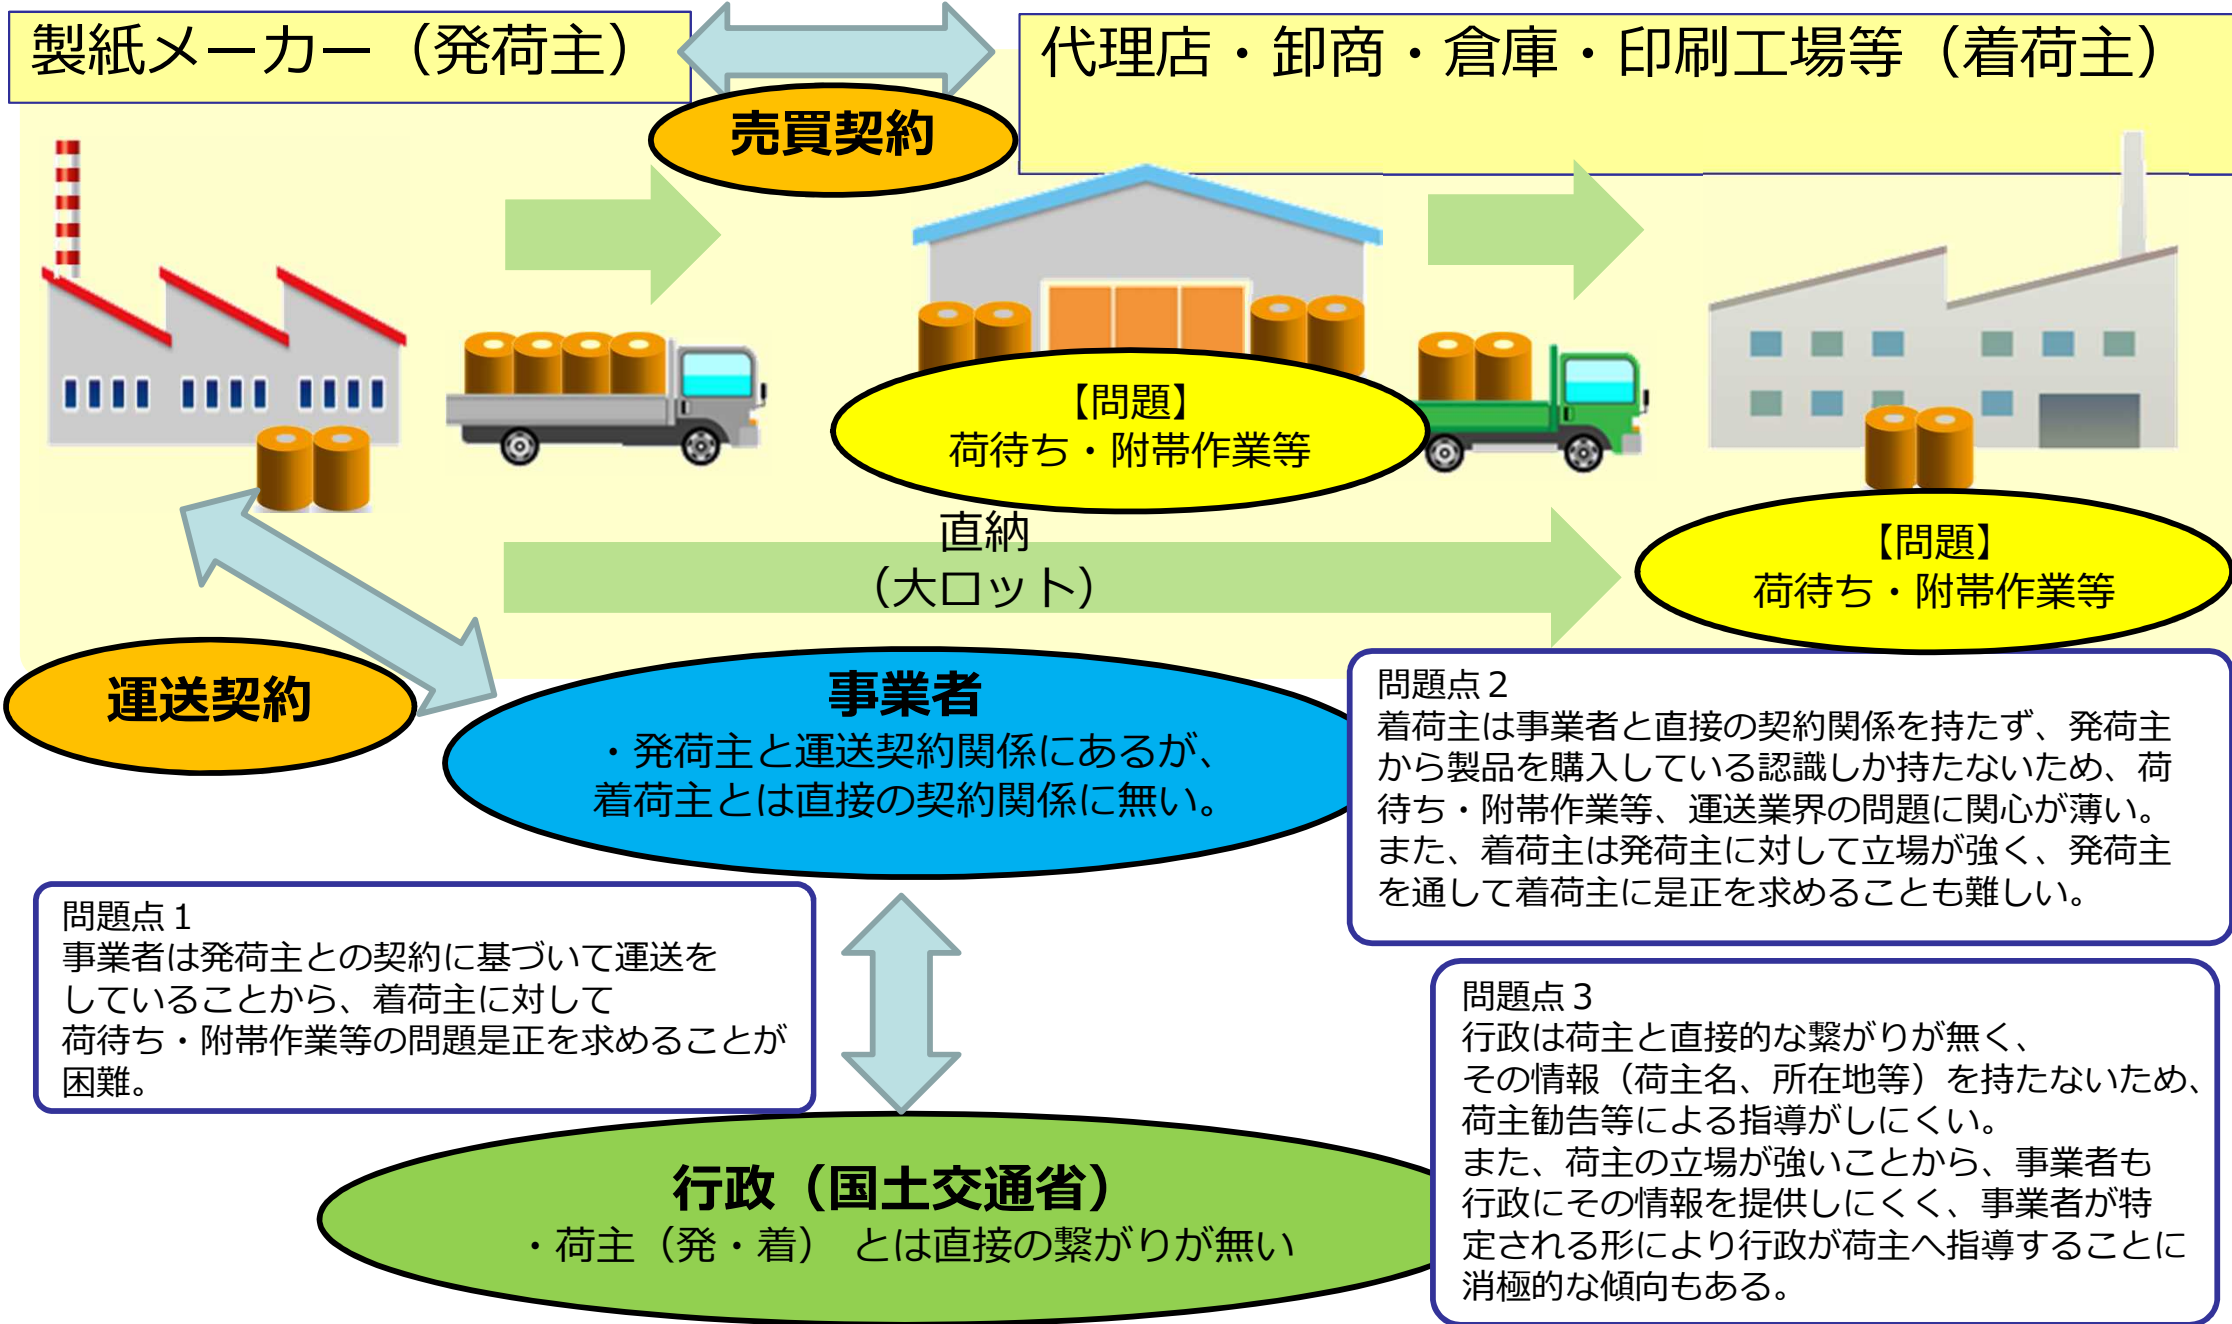 製紙メーカー（発荷主）
代理店・卸商・倉庫・印刷工場等（着荷主）
売買契約
【問題】
荷待ち・附帯作業等
直納
（大ロット）
【問題】
荷待ち・附帯作業等
運送契約
事業者
・発荷主と運送契約関係にあるが、
着荷主とは直接の契約関係に無い。
問題点２
着荷主は事業者と直接の契約関係を持たず、発荷主
から製品を購入している認識しか持たないため、荷
待ち・附帯作業等、運送業界の問題に関心が薄い。
また、着荷主は発荷主に対して立場が強く、発荷主
を通して着荷主に是正を求めることも難しい。
問題点１
事業者は発荷主との契約に基づいて運送を
していることから、着荷主に対して
荷待ち・附帯作業等の問題是正を求めることが
困難。
問題点３
行政は荷主と直接的な繋がりが無く、
その情報（荷主名、所在地等）を持たないため、
荷主勧告等による指導がしにくい。
また、荷主の立場が強いことから、事業者も
行政にその情報を提供しにくく、事業者が特
定される形により行政が荷主へ指導することに
消極的な傾向もある。
行政（国土交通省）
・荷主（発・着） とは直接の繋がりが無い